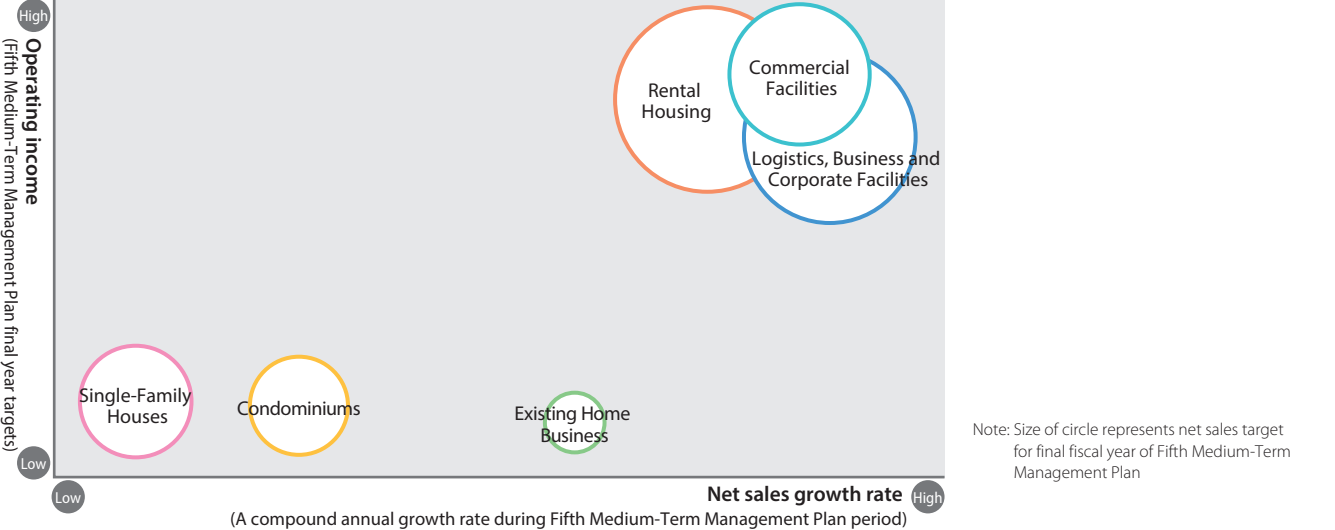 High
Operating income
(Fifth Medium-Term Management Plan final year targets)
Low
Rental
Housing
Commercial
Facilities
Logistics, Business and
Corporate Facilities
Single-Family
Houses
Condominiums
Existing Home
Business
Low
Net sales growth rate
High
(A compound annual growth rate during Fifth Medium-Term Management Plan period)
Note: Size of circle represents net sales target
for final fiscal year of Fifth Medium-Term
Management Plan